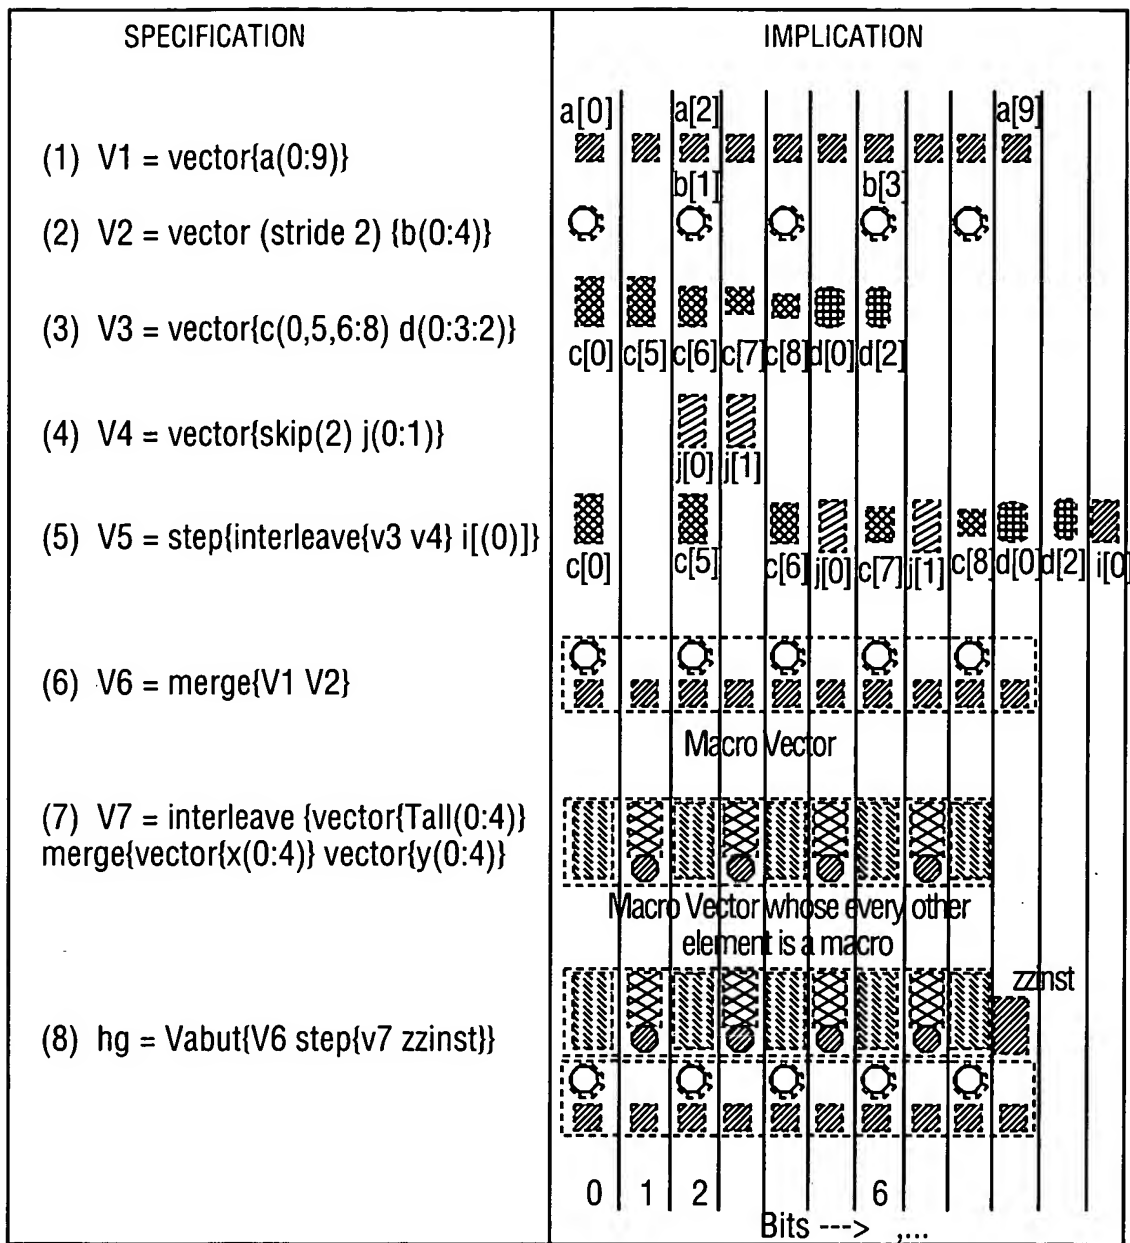 SPECIFICATION
IMPLICATION
a[0] a[2] a[9]
(1) V1 = vector{a(0:9)}
b[1] b[3]
(2) V2 = vector (stride 2) {b(0:4)}
(3) V3 = vector{c(0,5,6:8) d(0:3:2)}
c[0] c[5] c[6] c[7] c[8] d[0] d[2]
(4) V4 = vector{skip(2) j(0:1)}
j[0] j[1]
(5) V5 = step{interleave{v3 v4} i[(0)]}
c[0] c[5] c[6] j[0] c[7] j[1] c[8] d[0] d[2] i[0]
(6) V6 = merge{V1 V2}
Macro Vector
(7) V7 = interleave {vector{Tall(0:4)}
merge{vector{x(0:4)} vector{y(0:4)}
Macro Vector whose every other
element is a macro
zzinst
(8) hg = Vabut{V6 step{v7 zzinst}}
0 1 2 6
Bits ---> ,...